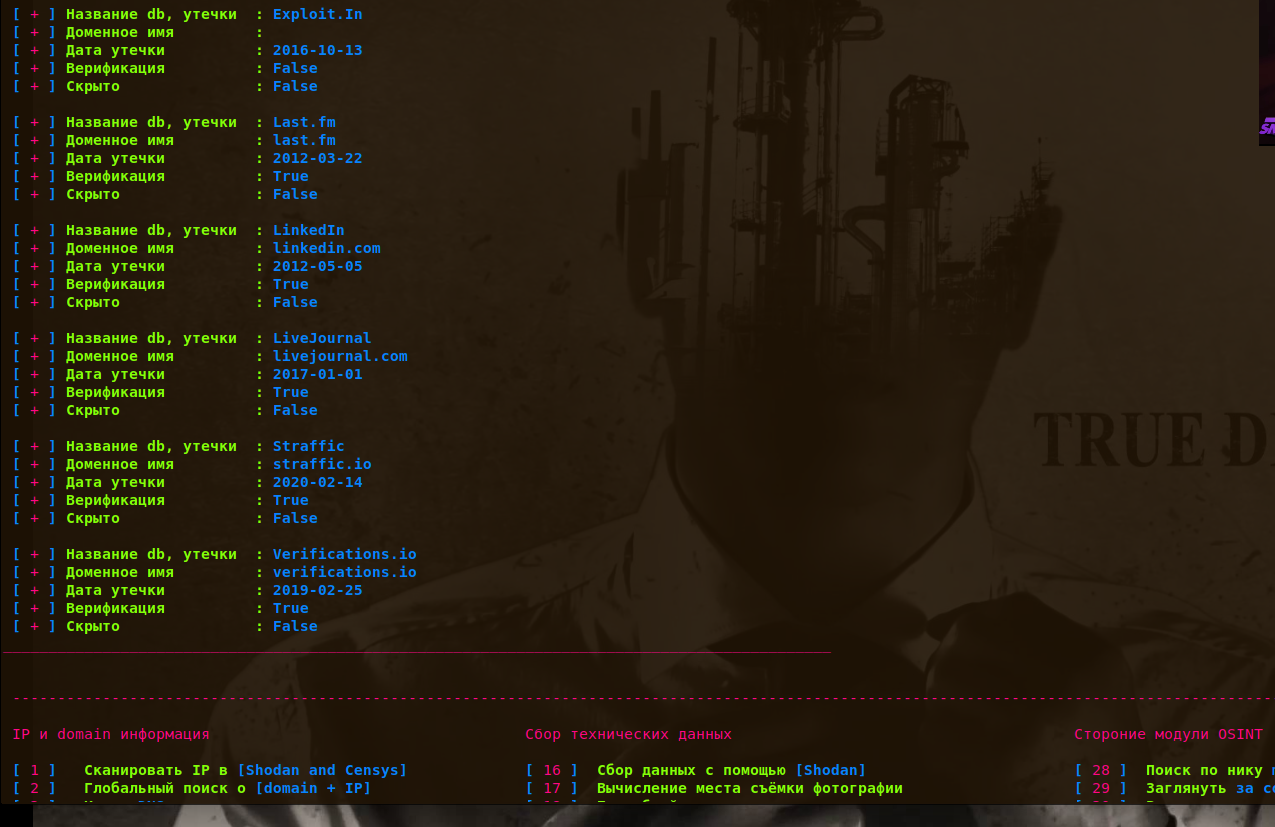 [ + ] Название db, утечки : Exploit.In
[ + ] Доменное имя :
[ + ] Дата утечки : 2016-10-13
[ + ] Верификация : False
[ + ] Скрыто : False
[ + ] Название db, утечки : Last.fm
[ + ] Доменное имя : last.fm
[ + ] Дата утечки : 2012-03-22
[ + ] Верификация : True
[ + ] Скрыто : False
[ + ] Название db, утечки : LinkedIn
[ + ] Доменное имя : linkedin.com
[ + ] Дата утечки : 2012-05-05
[ + ] Верификация : True
[ + ] Скрыто : False
[ + ] Название db, утечки : LiveJournal
[ + ] Доменное имя : livejournal.com
[ + ] Дата утечки : 2017-01-01
[ + ] Верификация : True
[ + ] Скрыто : False
[ + ] Название db, утечки : Straffic
[ + ] Доменное имя : straffic.io
[ + ] Дата утечки : 2020-02-14
[ + ] Верификация : True
[ + ] Скрыто : False
[ + ] Название db, утечки : Verifications.io
[ + ] Доменное имя : verifications.io
[ + ] Дата утечки : 2019-02-25
[ + ] Верификация : True
[ + ] Скрыто : False
TRUE
IP и domain информация
[ 1 ] Сканировать IP в [Shodan and Censys]
[ 2 ] Глобальный поиск о [domain + IP]
Сбор технических данных
[ 16 ] Сбор данных с помощью [Shodan]
[ 17 ] Вычисление места съёмки фотографии
Стороние модули OSINT
[ 28 ] Поиск по нику
[ 29 ] Заглянуть за